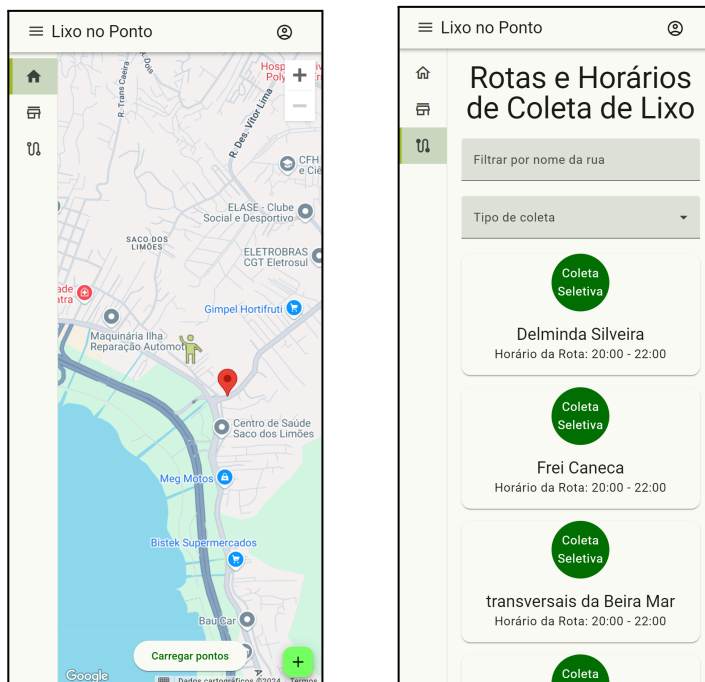 Lixo no Ponto
R. Trans Caeira
R. Dois
Hosp
Poly
R. Des. Vitor Lima
CFH
e Ciê
ELASE - Clube
Social e Desportivo
SACO DOS
LIMÕES
ELETROBRAS
CGT Eletrosul
Gimpel Hortifruti
Maquinária Ilha
Reparação Automot
Centro de Saúde
Saco dos Limões
Meg Motos
Bistek Supermercados
Bau Car
Carregar pontos
+
Google
Dados cartográficos ©2024
Termos
Lixo no Ponto
Rotas e Horários
de Coleta de Lixo
Filtrar por nome da rua
Tipo de coleta
Coleta
Seletiva
Delminda Silveira
Horário da Rota: 20:00 - 22:00
Coleta
Seletiva
Frei Caneca
Horário da Rota: 20:00 - 22:00
Coleta
Seletiva
transversais da Beira Mar
Horário da Rota: 20:00 - 22:00
Coleta